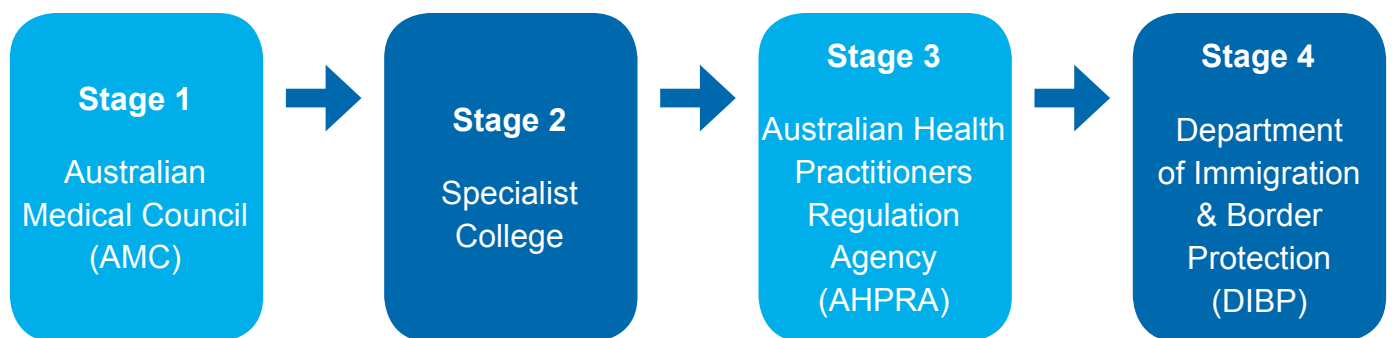 Stage 1
Australian
Medical Council
(AMC)
Stage 2
Specialist
College
Stage 3
Australian Health
Practitioners
Regulation
Agency
(AHPRA)
Stage 4
Department
of Immigration
& Border
Protection
(DIBP)